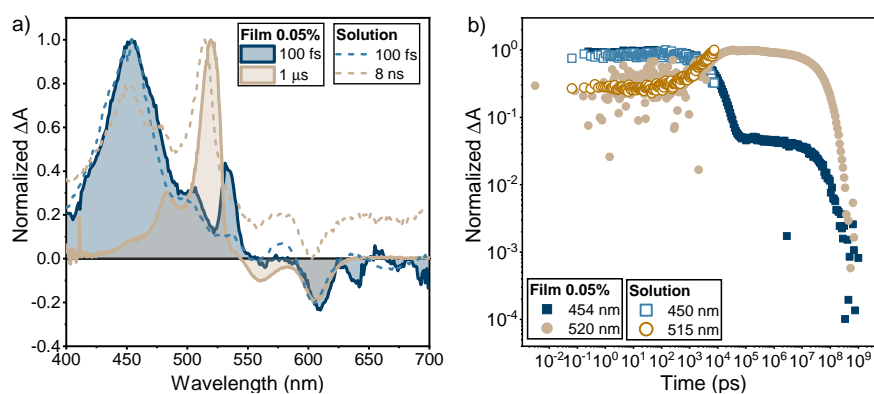 a)
Film 0.05%
100 fs
1 μs
Solution
100 fs
8 ns
Normalized ΔA
1.0
0.8
0.6
0.4
0.2
0.0
-0.2
-0.4
400 450 500 550 600 650 700
Wavelength (nm)
b)
Normalized ΔA
10⁰
10⁻¹
10⁻²
10⁻³
10⁻⁴
Film 0.05%
454 nm
520 nm
Solution
450 nm
515 nm
10⁻² 10⁻¹ 10⁰ 10¹ 10² 10³ 10⁴ 10⁵ 10⁶ 10⁷ 10⁸ 10⁹
Time (ps)